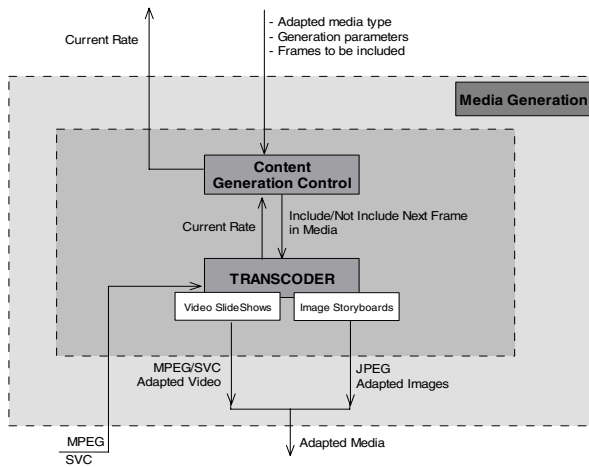 Current Rate
- Adapted media type
- Generation parameters
- Frames to be included
Media Generation
Content
Generation Control
Current Rate
Include/Not Include Next Frame
in Media
TRANSCODER
Video SlideShows
Image Storyboards
MPEG/SVC
Adapted Video
JPEG
Adapted Images
MPEG
SVC
Adapted Media